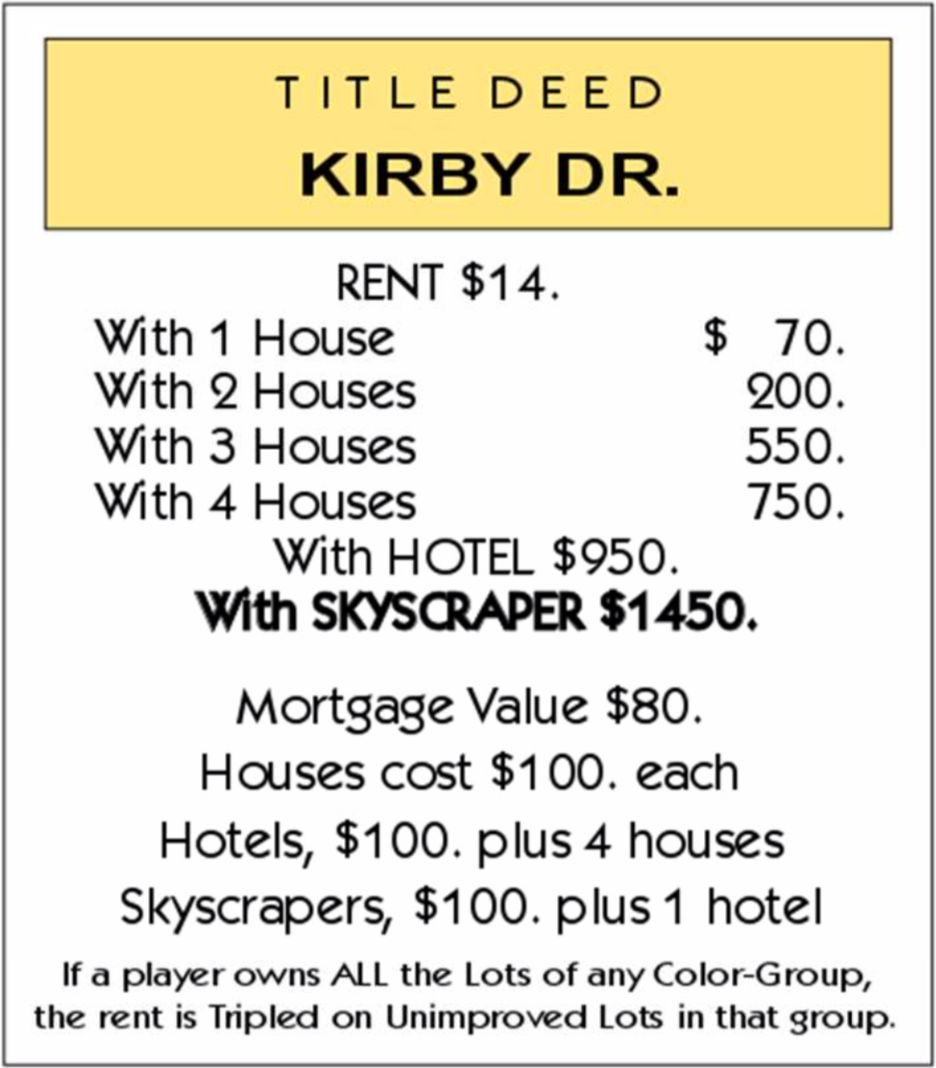 TITLE DEED
KIRBY DR.
RENT $14.
With 1 House $ 70.
With 2 Houses 200.
With 3 Houses 550.
With 4 Houses 750.
With HOTEL $950.
With SKYSCRAPER $1450.
Mortgage Value $80.
Houses cost $100. each
Hotels, $100. plus 4 houses
Skyscrapers, $100. plus 1 hotel
If a player owns ALL the Lots of any Color-Group,
the rent is Tripled on Unimproved Lots in that group.